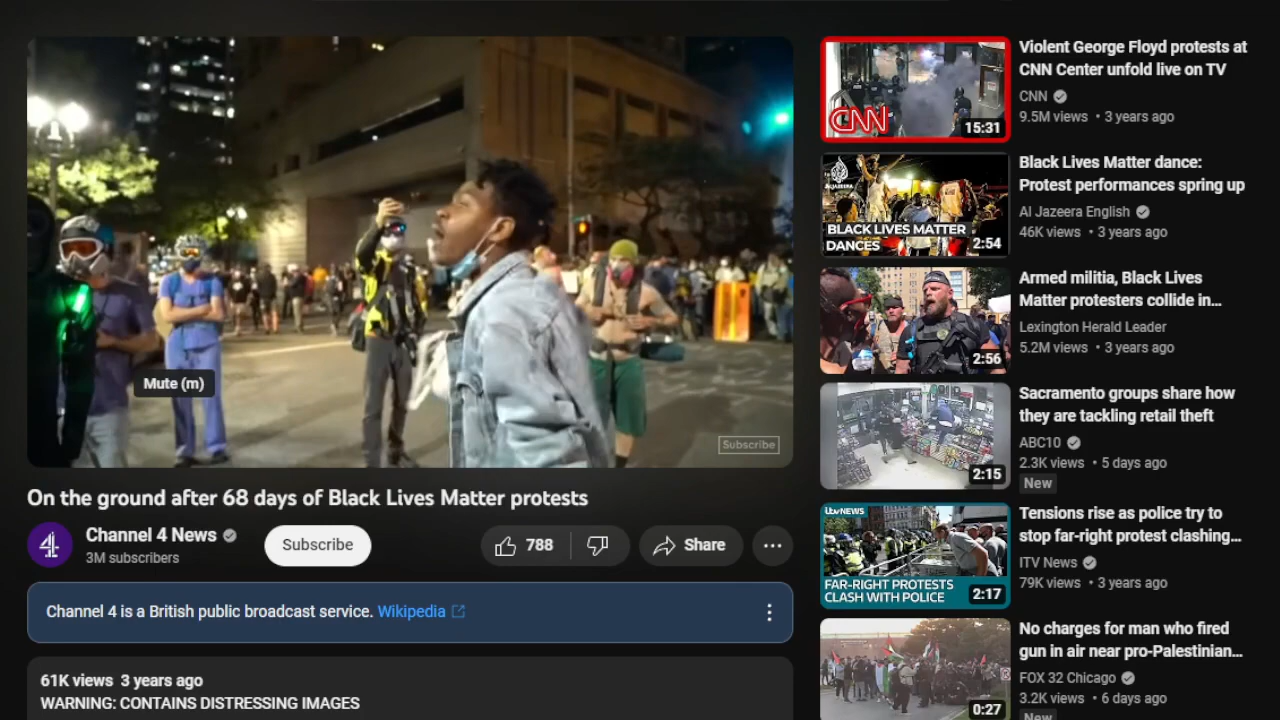 Mute (m)
Subscribe
On the ground after 68 days of Black Lives Matter protests
4
Channel 4 News
3M subscribers
Subscribe
788
Share
Channel 4 is a British public broadcast service. Wikipedia
61K views 3 years ago
WARNING: CONTAINS DISTRESSING IMAGES
CNN
15:31
Violent George Floyd protests at
CNN Center unfold live on TV
CNN
9.5M views • 3 years ago
ALJAZEERA
BLACK LIVES MATTER
DANCES
2:54
Black Lives Matter dance:
Protest performances spring up
Al Jazeera English
46K views • 3 years ago
2:56
Armed militia, Black Lives
Matter protesters collide in...
Lexington Herald Leader
5.2M views • 3 years ago
2:15
Sacramento groups share how
they are tackling retail theft
ABC10
2.3K views • 5 days ago
New
itv NEWS
FAR-RIGHT PROTESTS
CLASH WITH POLICE
2:17
Tensions rise as police try to
stop far-right protest clashing...
ITV News
79K views • 3 years ago
0:27
No charges for man who fired
gun in air near pro-Palestinian...
FOX 32 Chicago
3.2K views • 6 days ago
New